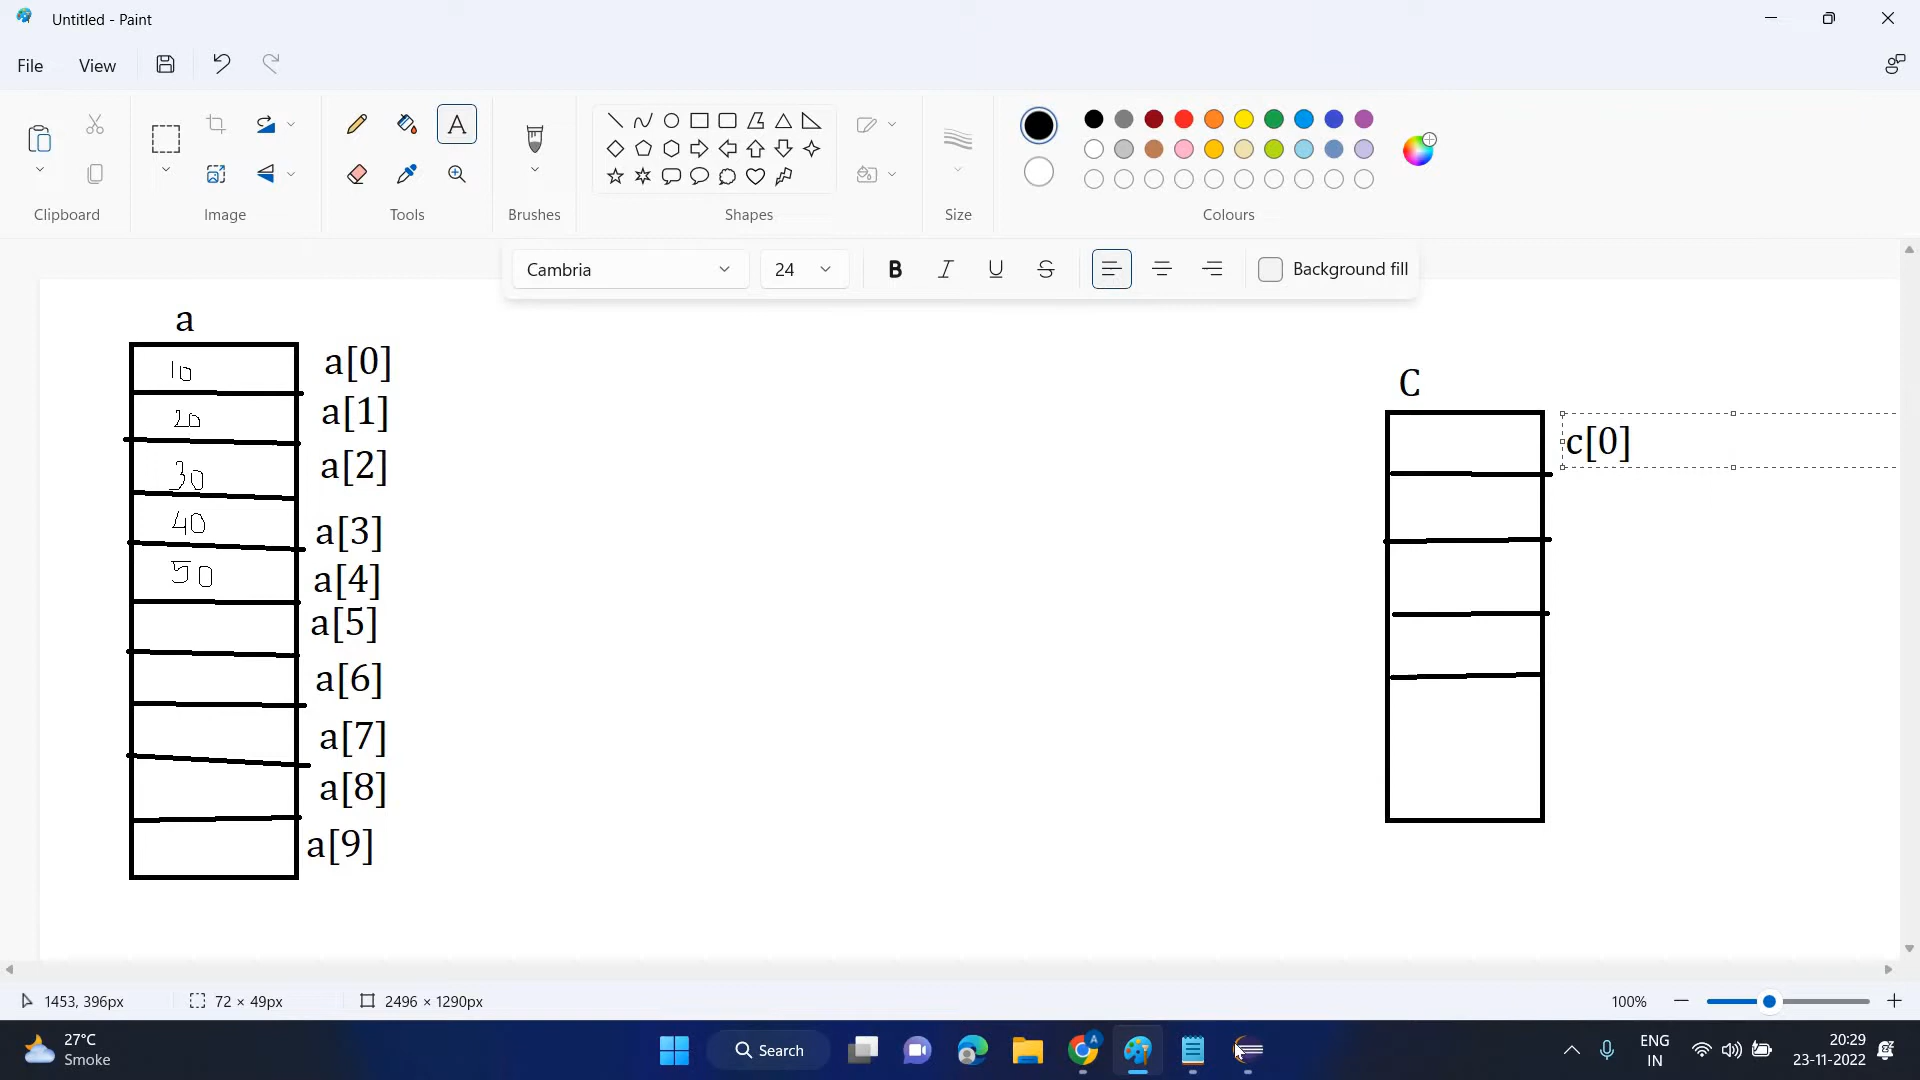 Untitled - Paint
File
View
Clipboard
Image
Tools
Brushes
Shapes
Size
Colours
Cambria
24
B
I
U
S
Background fill
a
10
a[0]
20
a[1]
30
a[2]
40
a[3]
50
a[4]
a[5]
a[6]
a[7]
a[8]
a[9]
C
c[0]
1453, 396px
72 × 49px
2496 × 1290px
100%
27°C
Smoke
Search
A
ENG
IN
20:29
23-11-2022